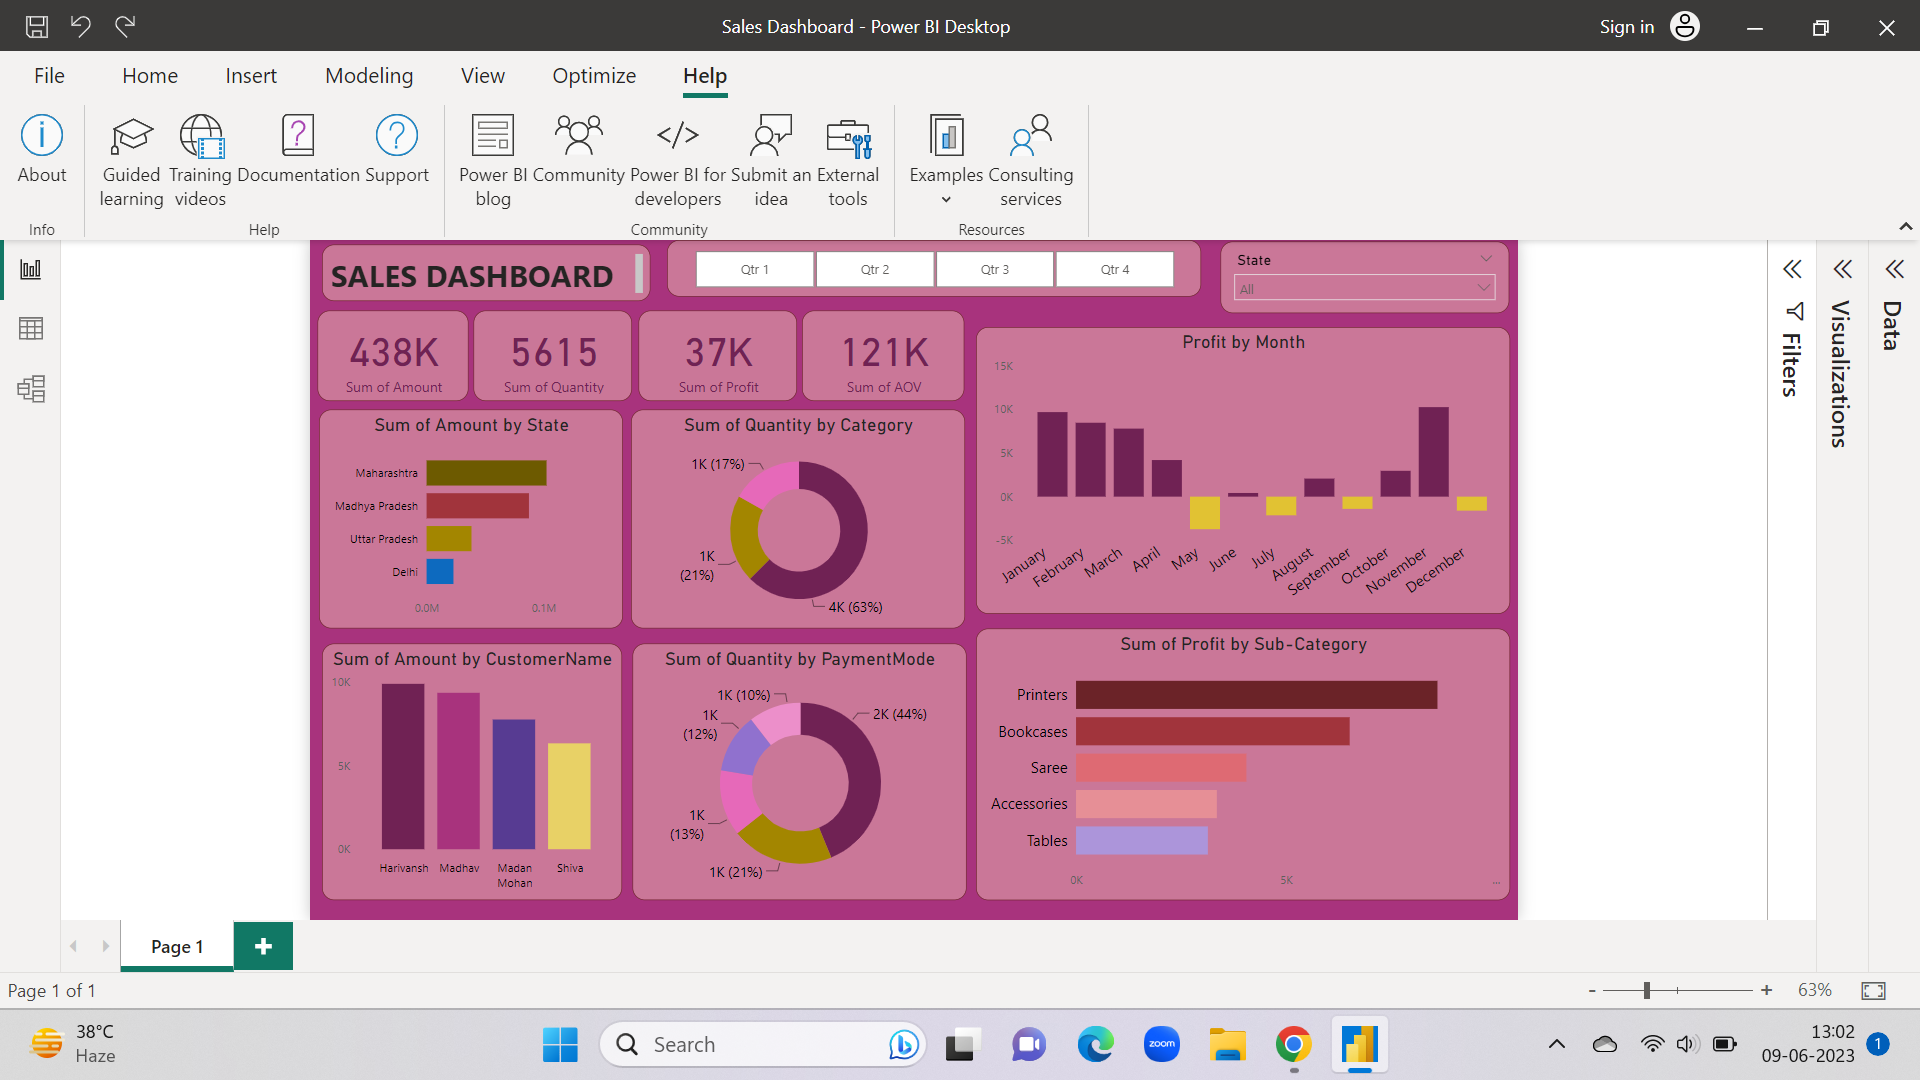 Sales Dashboard - Power BI Desktop
Sign in
File Home Insert Modeling View Optimize Help
About
Guided learning
Training videos
Documentation
Support
Power BI blog
Community
Power BI for developers
Submit an idea
External tools
Examples
Consulting services
Info
Help
Community
Resources
SALES DASHBOARD
Qtr 1 Qtr 2 Qtr 3 Qtr 4
State
All
438K
Sum of Amount
5615
Sum of Quantity
37K
Sum of Profit
121K
Sum of AOV
Sum of Amount by State
Maharashtra
Madhya Pradesh
Uttar Pradesh
Delhi
0.0M 0.1M
Sum of Quantity by Category
1K (17%)
1K
(21%)
4K (63%)
Profit by Month
15K
10K
5K
0K
-5K
January February March April May June July August September October November December
Sum of Amount by CustomerName
10K
5K
0K
Harivansh
Madhav
Madan
Mohan
Shiva
Sum of Quantity by PaymentMode
1K (10%)
2K (44%)
1K
(12%)
1K
(13%)
1K (21%)
Sum of Profit by Sub-Category
Printers
Bookcases
Saree
Accessories
Tables
0K 5K ...
Filters
Visualizations
Data
Page 1
+
Page 1 of 1
- + 63%
38°C
Haze
Search
zoom
13:02
09-06-2023
1